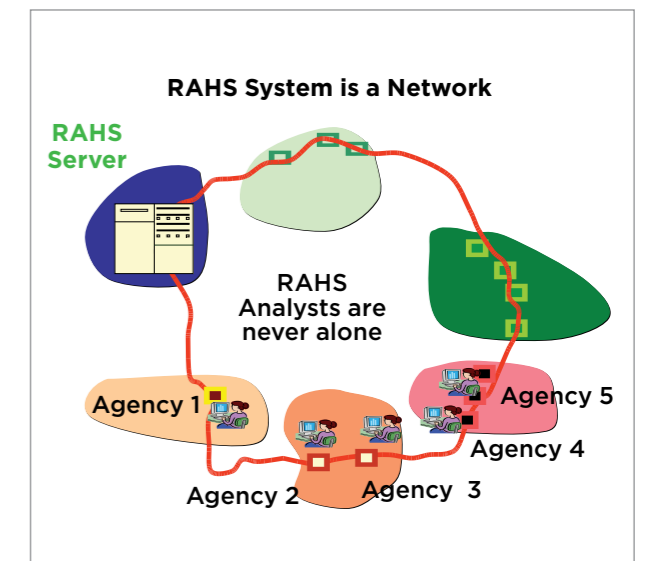 RAHS System is a Network
RAHS
Server
RAHS
Analysts are
never alone
Agency 1
Agency 5
Agency 4
Agency 2
Agency 3